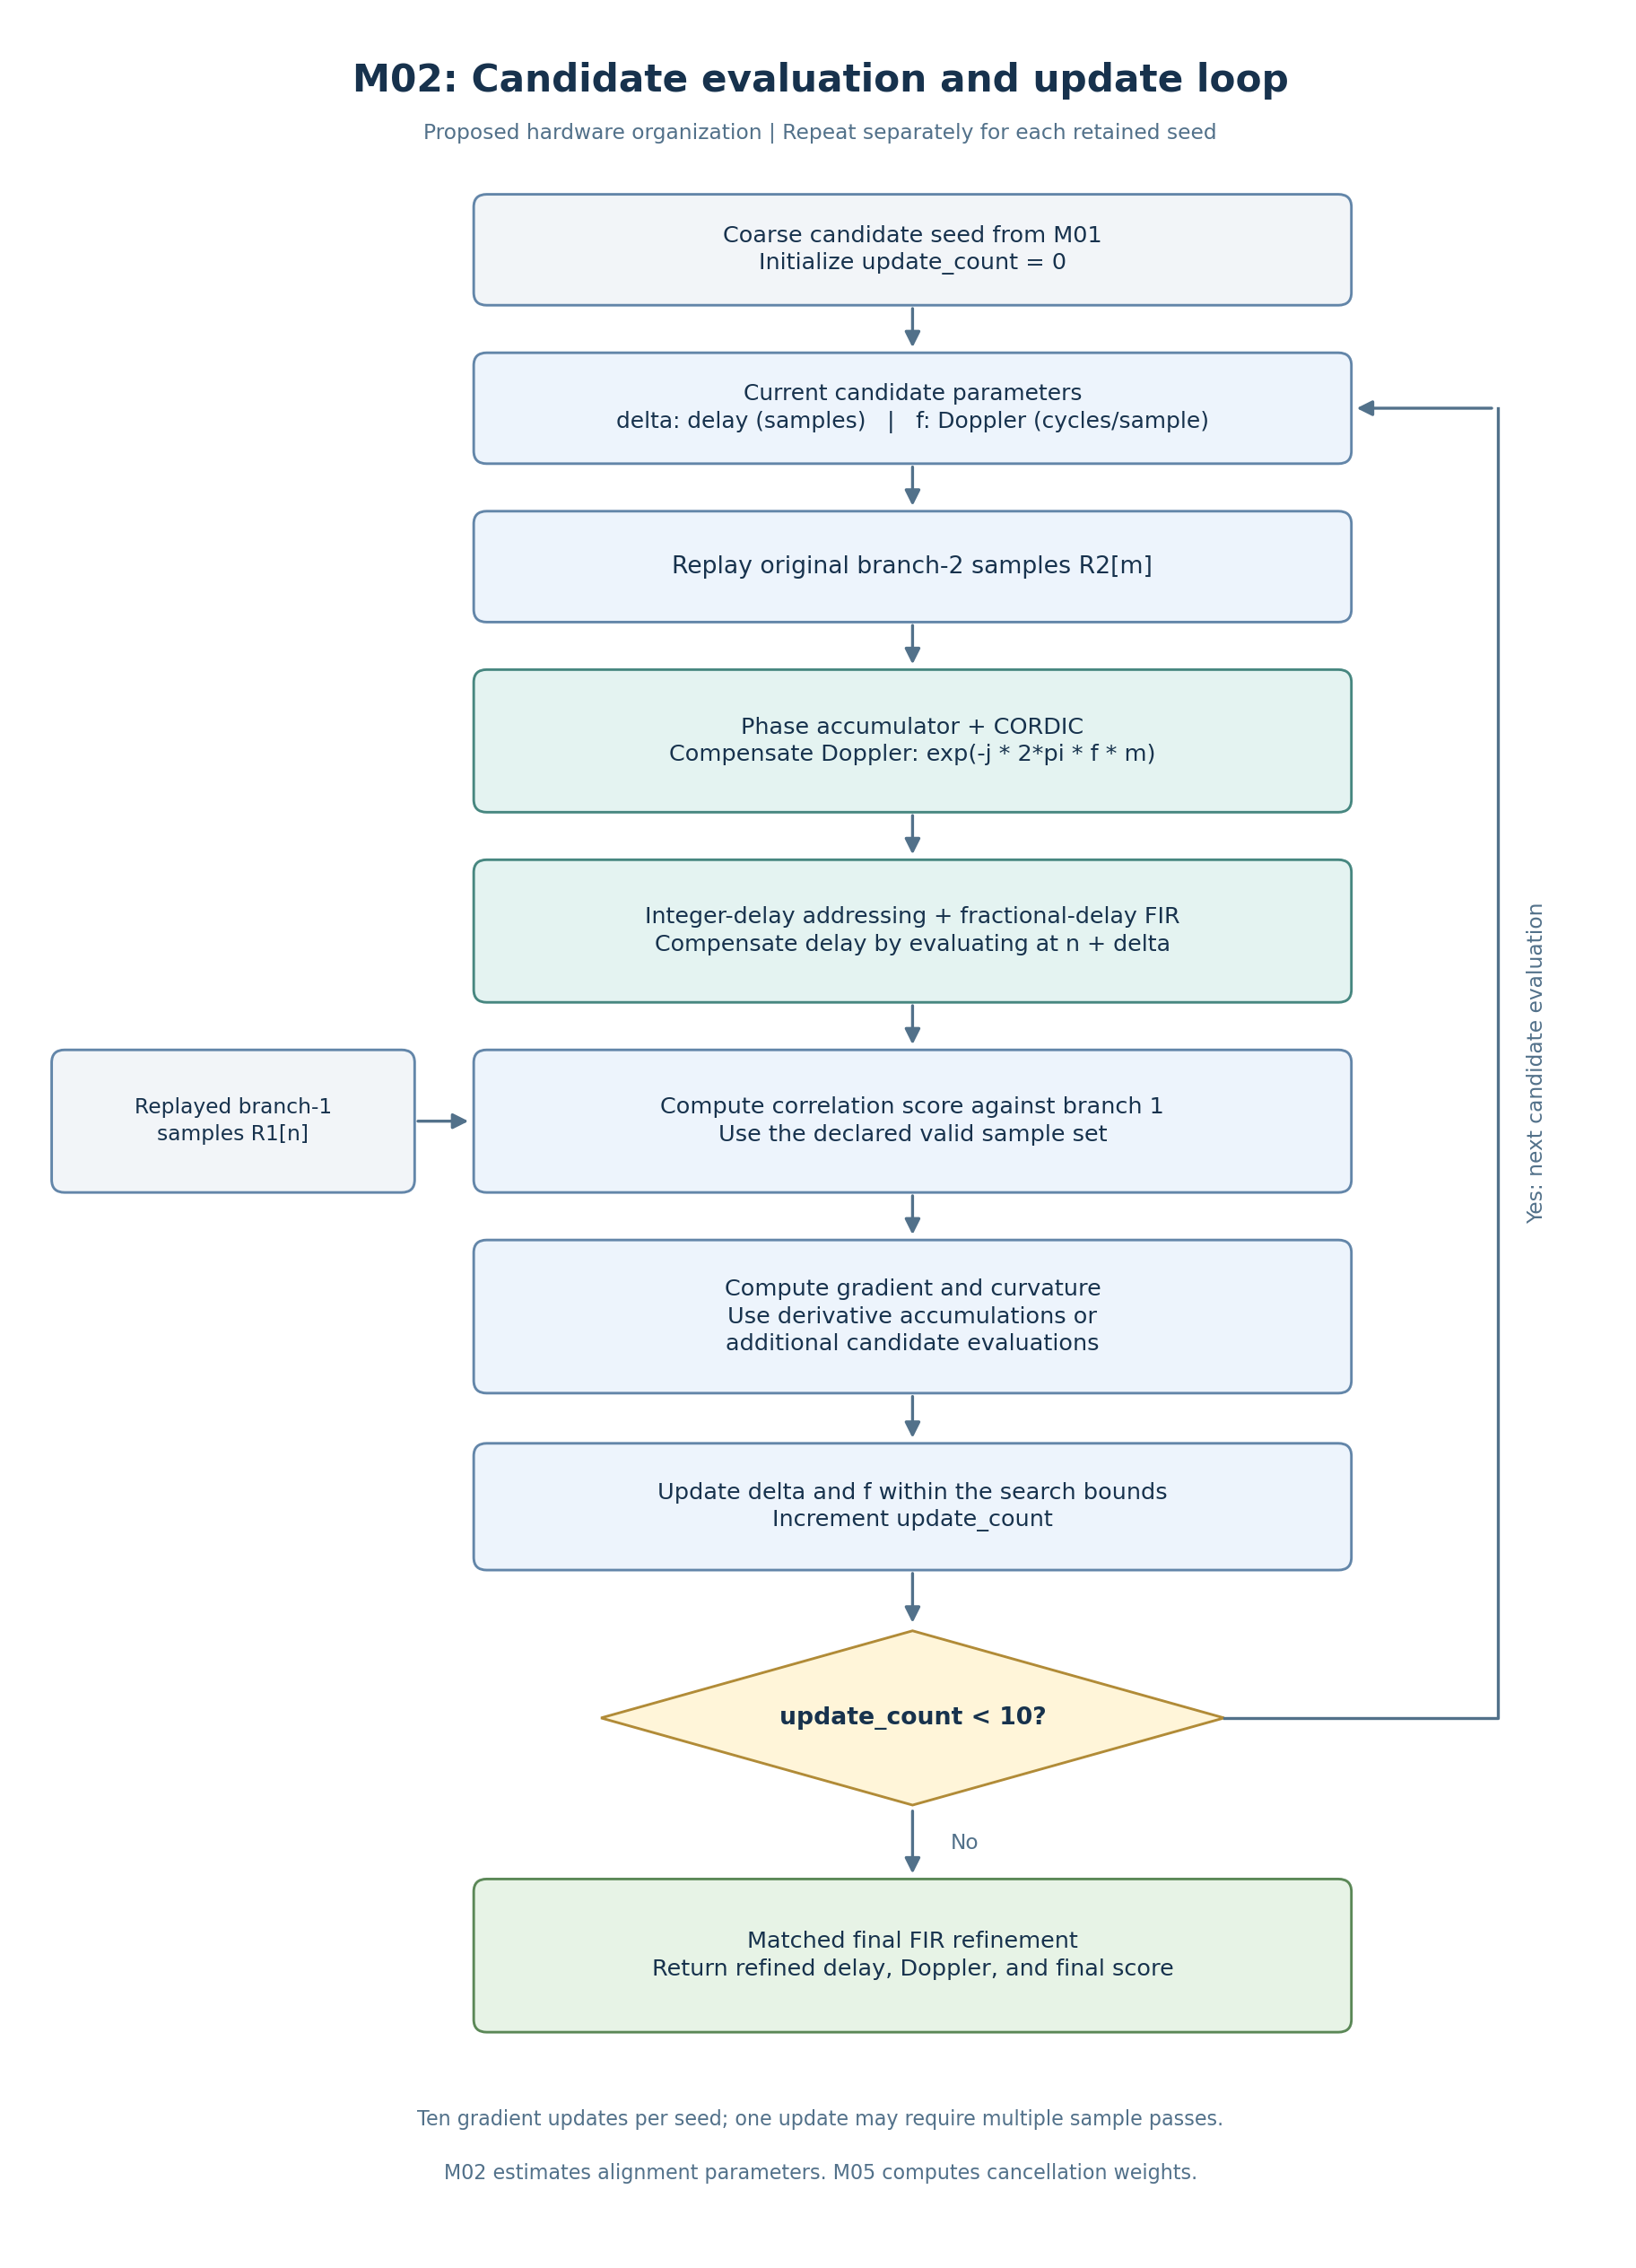 M02: Candidate evaluation and update loop
Proposed hardware organization | Repeat separately for each retained seed
Coarse candidate seed from M01
Initialize update_count = 0
Current candidate parameters
delta: delay (samples) | f: Doppler (cycles/sample)
Replay original branch-2 samples R2[m]
Phase accumulator + CORDIC
Compensate Doppler: exp(-j * 2*pi * f * m)
Integer-delay addressing + fractional-delay FIR
Compensate delay by evaluating at n + delta
Replayed branch-1
samples R1[n]
Compute correlation score against branch 1
Use the declared valid sample set
Compute gradient and curvature
Use derivative accumulations or
additional candidate evaluations
Update delta and f within the search bounds
Increment update_count
update_count < 10?
Yes: next candidate evaluation
No
Matched final FIR refinement
Return refined delay, Doppler, and final score
Ten gradient updates per seed; one update may require multiple sample passes.
M02 estimates alignment parameters. M05 computes cancellation weights.